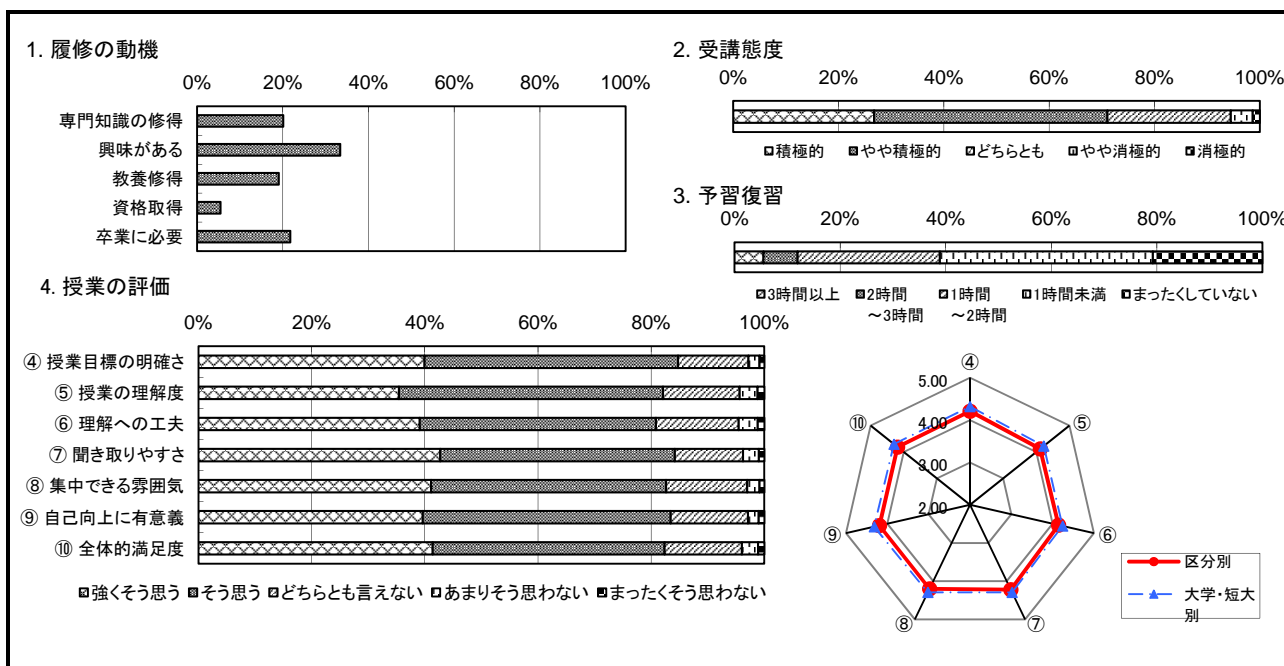 1. 履修の動機
0% 20% 40% 60% 80% 100%
専門知識の修得
興味がある
教養修得
資格取得
卒業に必要
2. 受講態度
0% 20% 40% 60% 80% 100%
積極的 やや積極的 どちらとも やや消極的 消極的
3. 予習復習
0% 20% 40% 60% 80% 100%
3時間以上 2時間 1時間 1時間未満 まったくしていない
～3時間 ～2時間
4. 授業の評価
0% 20% 40% 60% 80% 100%
④ 授業目標の明確さ
⑤ 授業の理解度
⑥ 理解への工夫
⑦ 聞き取りやすさ
⑧ 集中できる雰囲気
⑨ 自己向上に有意義
⑩ 全体的満足度
強くそう思う そう思う どちらとも言えない あまりそう思わない まったくそう思わない
④
5.00
⑩ ⑤
4.00
3.00
2.00
⑨ ⑥
⑧ ⑦
区分別
大学・短大
別